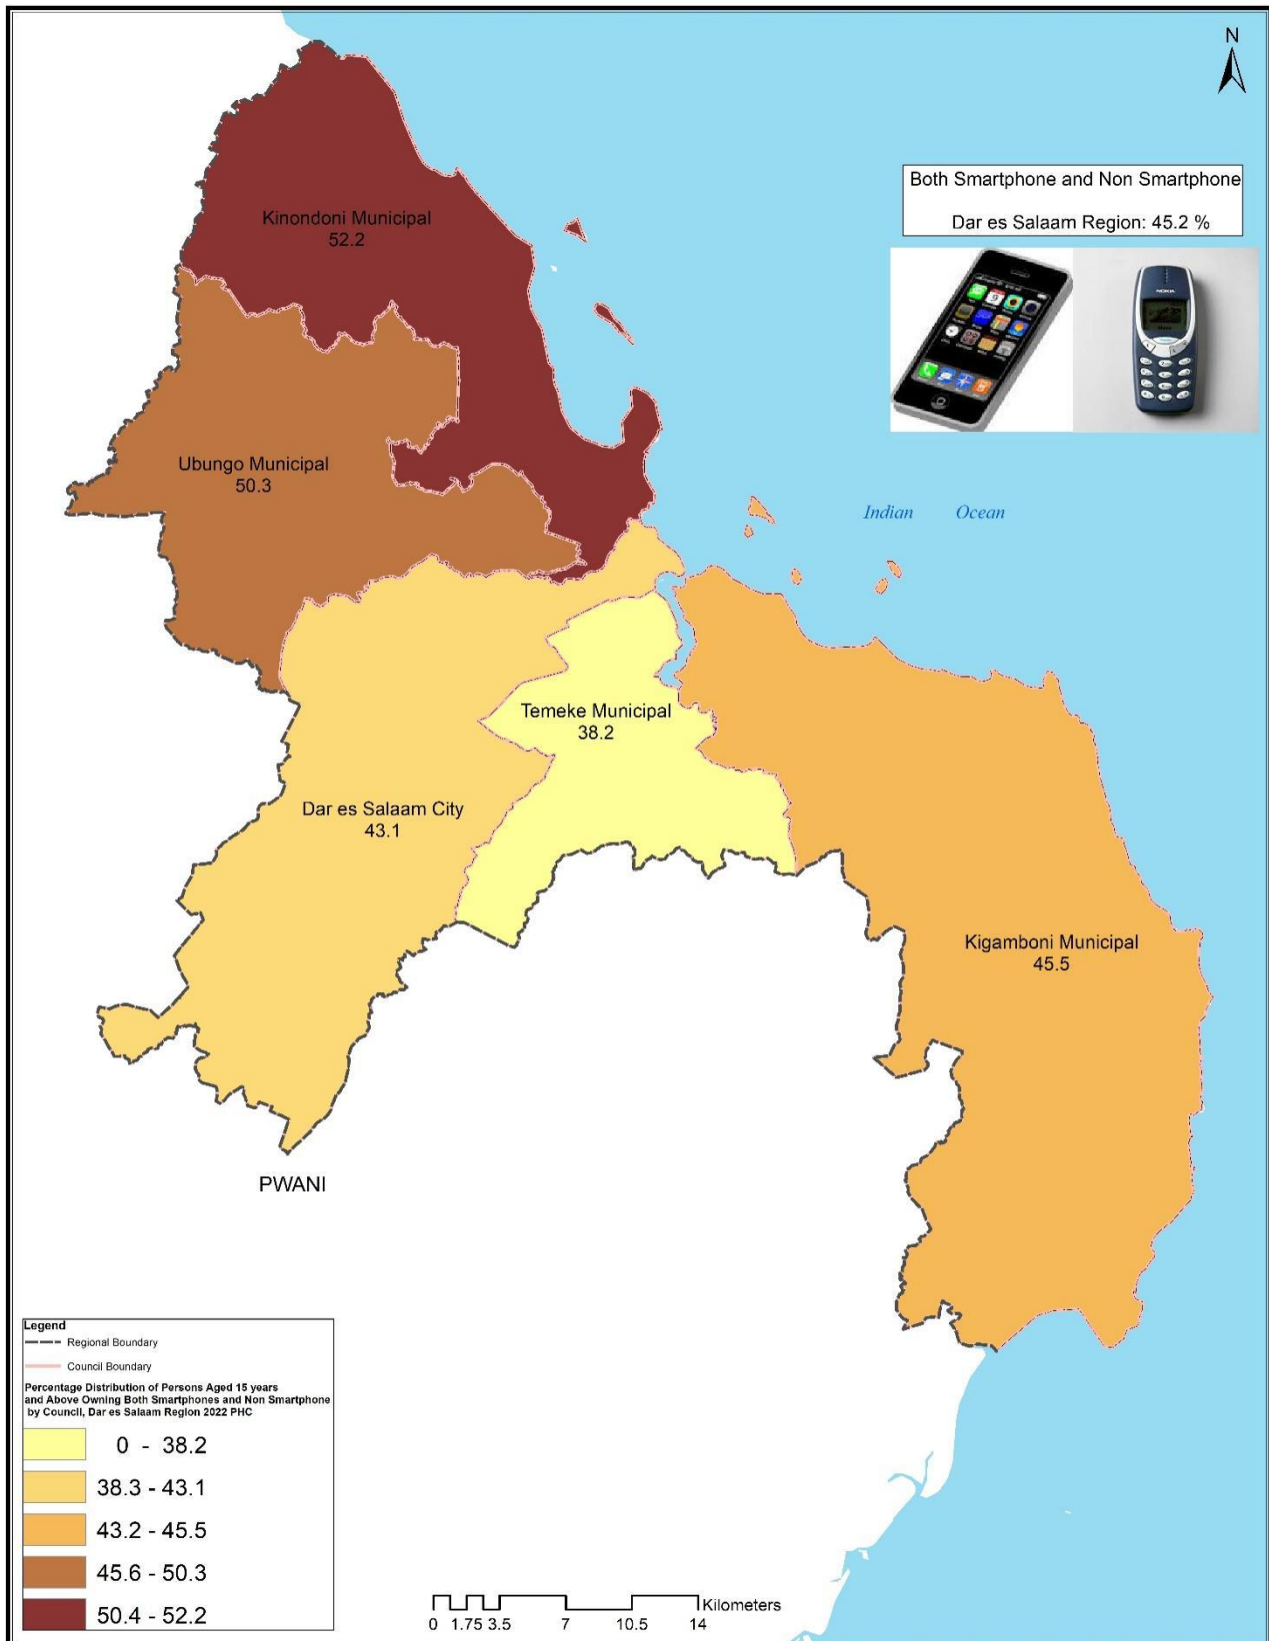 N
Both Smartphone and Non Smartphone
Dar es Salaam Region: 45.2 %
NOKIA
Kinondoni Municipal
52.2
Ubungo Municipal
50.3
Indian Ocean
Temeke Municipal
38.2
Dar es Salaam City
43.1
Kigamboni Municipal
45.5
PWANI
Legend
Regional Boundary
Council Boundary
Percentage Distribution of Persons Aged 15 years
and Above Owning Both Smartphones and Non Smartphone
by Council, Dar es Salaam Region 2022 PHC
0 - 38.2
38.3 - 43.1
43.2 - 45.5
45.6 - 50.3
50.4 - 52.2
Kilometers
0 1.75 3.5 7 10.5 14